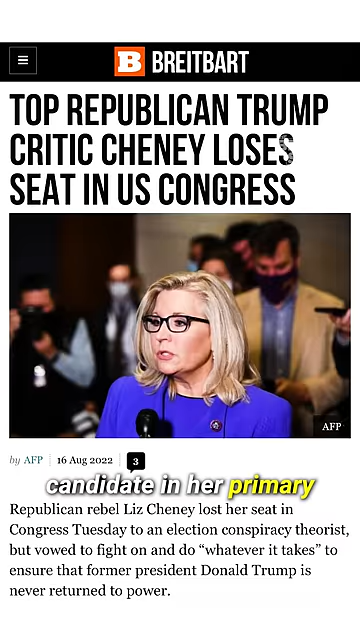 B BREITBART
TOP REPUBLICAN TRUMP
CRITIC CHENEY LOSES
SEAT IN US CONGRESS
AFP
by AFP 16 Aug 2022 3
candidate in her primary
Republican rebel Liz Cheney lost her seat in
Congress Tuesday to an election conspiracy theorist,
but vowed to fight on and do “whatever it takes” to
ensure that former president Donald Trump is
never returned to power.